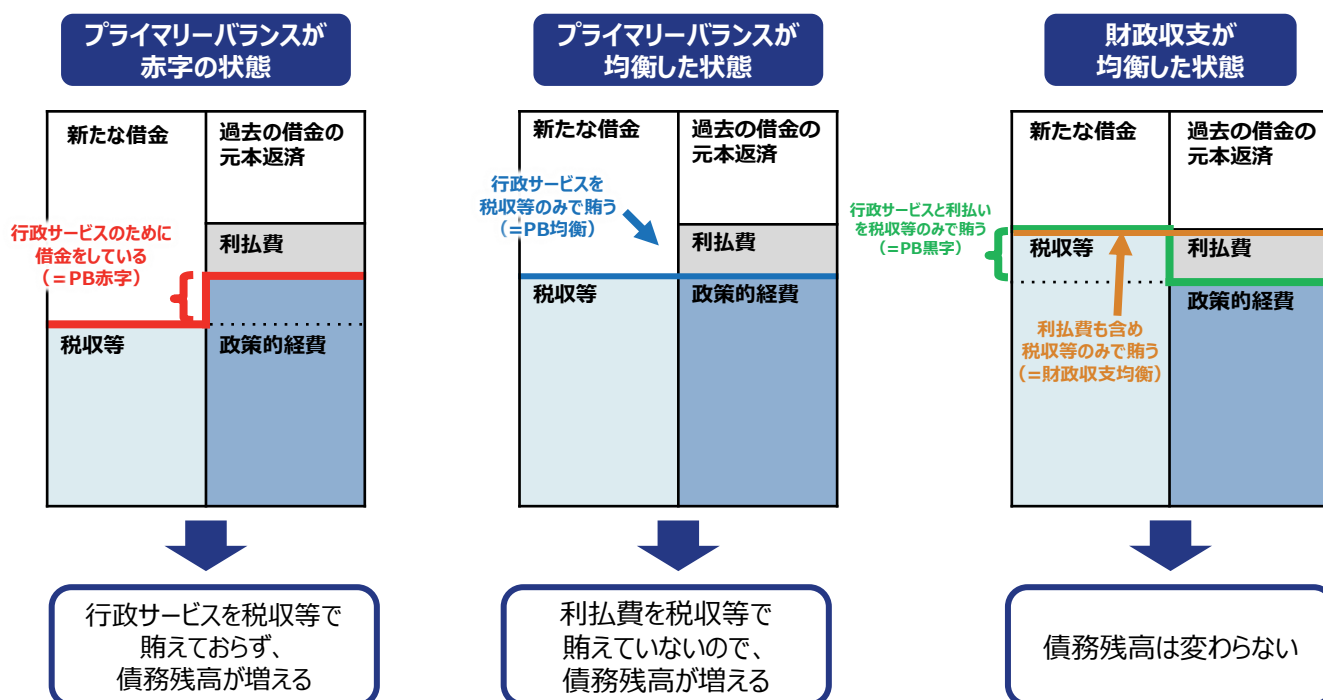 プライマリーバランスが
赤字の状態
新たな借金
過去の借金の
元本返済
行政サービスのために
借金をしている
(=PB赤字)
利払費
税収等
政策的経費
行政サービスを税収等で
賄えておらず、
債務残高が増える
プライマリーバランスが
均衡した状態
新たな借金
過去の借金の
元本返済
行政サービスを
税収等のみで賄う
(=PB均衡)
利払費
税収等
政策的経費
利払費を税収等で
賄えていないので、
債務残高が増える
財政収支が
均衡した状態
新たな借金
過去の借金の
元本返済
行政サービスと利払い
を税収等のみで賄う
(=PB黒字)
税収等
利払費
政策的経費
利払費も含め
税収等のみで賄う
(=財政収支均衡)
債務残高は変わらない